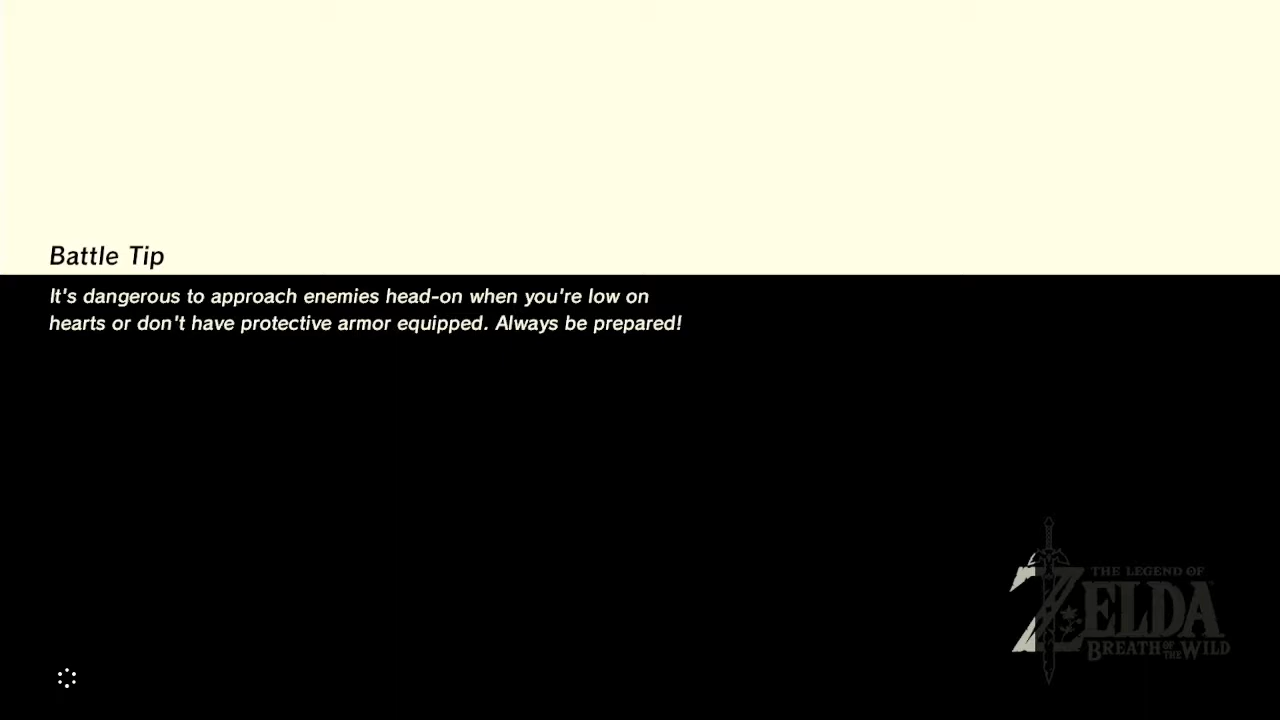 Battle Tip
It's dangerous to approach enemies head-on when you're low on
hearts or don't have protective armor equipped. Always be prepared!
THE LEGEND OF
ZELDA
BREATH OF THE WILD